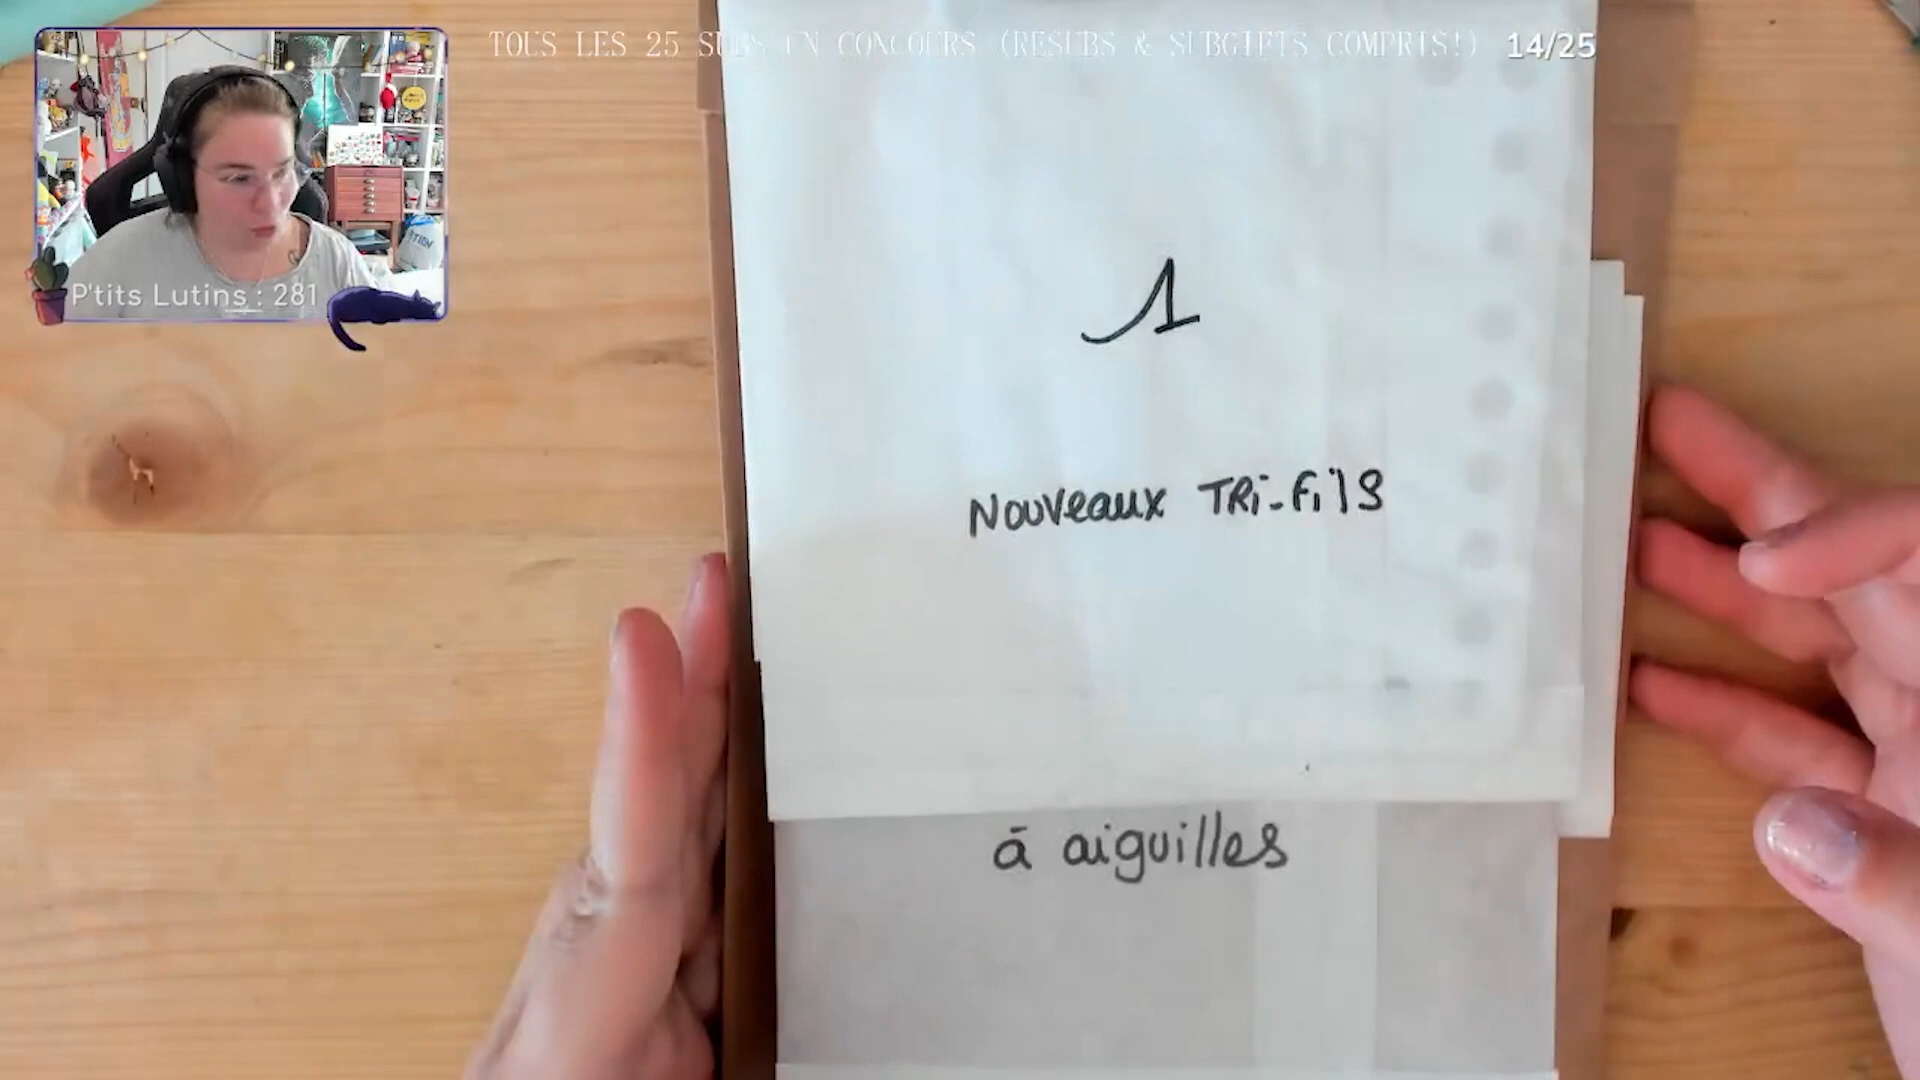 TOUS LES 25 SUBS UN CONCOURS (RESUBS & SUBGIFTS COMPRIS!) 14/25
P'tits Lutins : 281
1
Nouveaux TRi-fils
à aiguilles